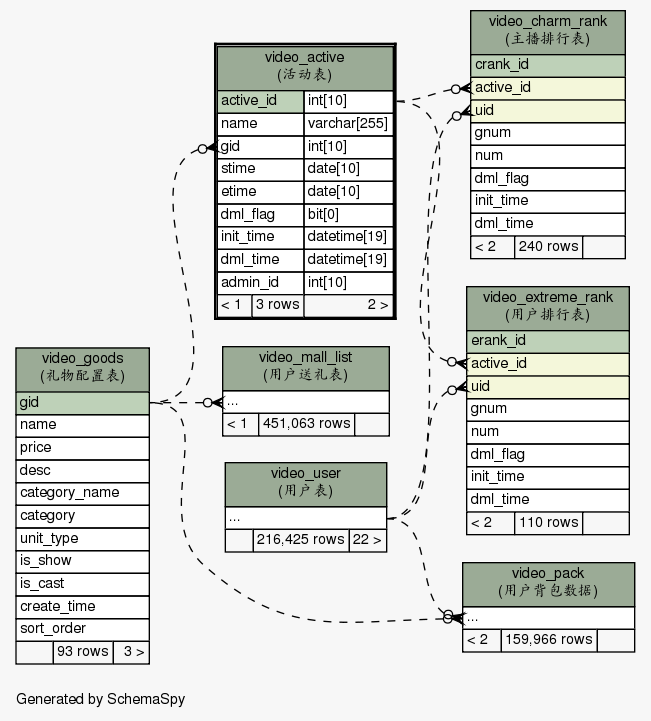 video_active
(活动表)
active_id int[10]
name varchar[255]
gid int[10]
stime date[10]
etime date[10]
dml_flag bit[0]
init_time datetime[19]
dml_time datetime[19]
admin_id int[10]
< 1 3 rows 2 >
video_charm_rank
(主播排行表)
crank_id
active_id
uid
gnum
num
dml_flag
init_time
dml_time
< 2 240 rows
video_extreme_rank
(用户排行表)
erank_id
active_id
uid
gnum
num
dml_flag
init_time
dml_time
< 2 110 rows
video_goods
(礼物配置表)
gid
name
price
desc
category_name
category
unit_type
is_show
is_cast
create_time
sort_order
93 rows 3 >
video_mall_list
(用户送礼表)
...
< 1 451,063 rows
video_user
(用户表)
...
216,425 rows 22 >
video_pack
(用户背包数据)
...
< 2 159,966 rows
Generated by SchemaSpy